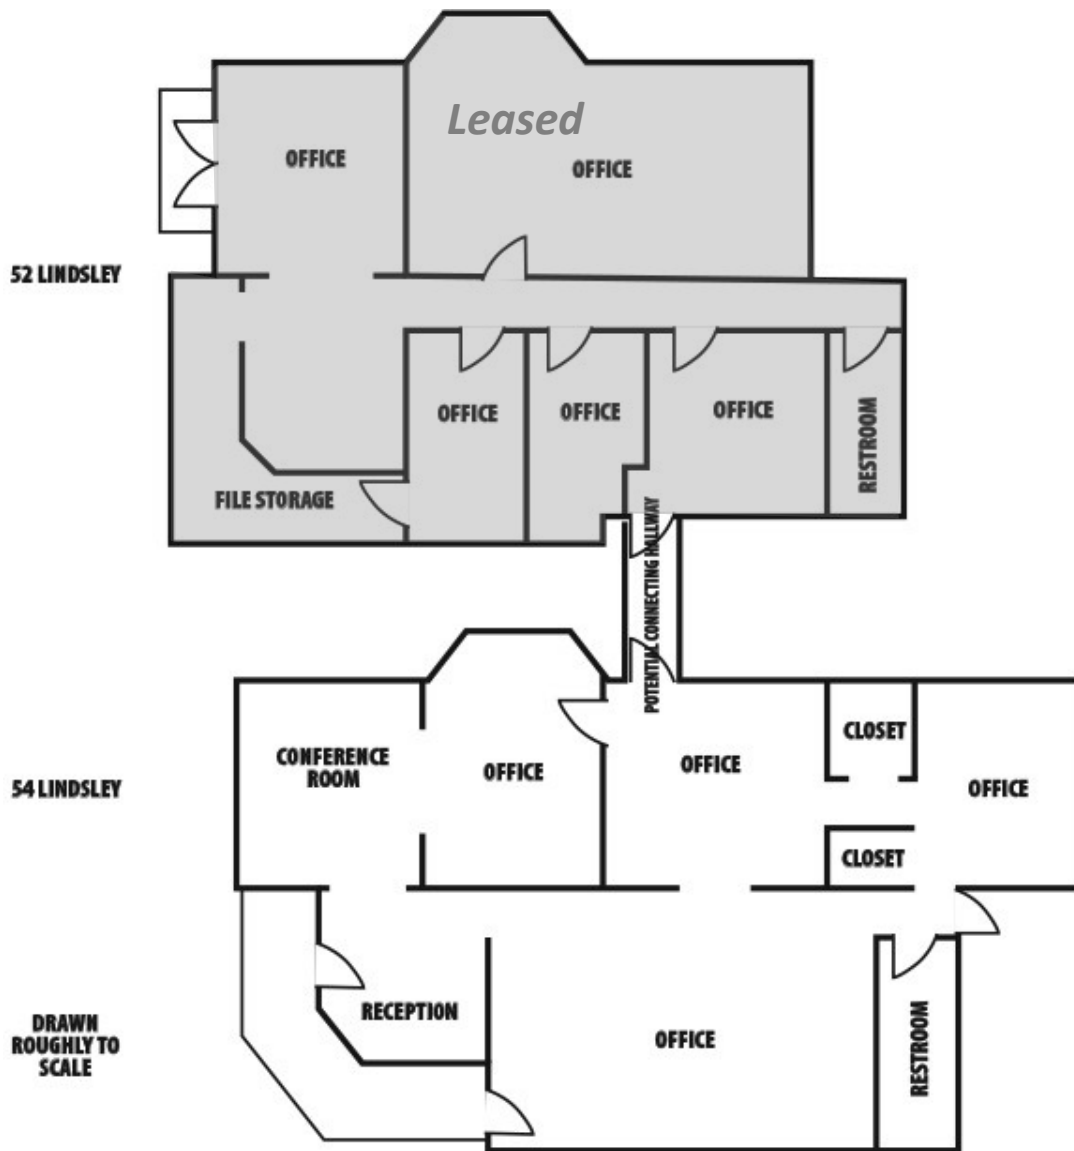 Leased
OFFICE
OFFICE
52 LINDSLEY
OFFICE
OFFICE
OFFICE
RESTROOM
FILE STORAGE
POTENTIAL CONNECTING HALLWAY
CONFERENCE
ROOM
OFFICE
OFFICE
CLOSET
54 LINDSLEY
OFFICE
CLOSET
RECEPTION
DRAWN
ROUGHLY TO
SCALE
OFFICE
RESTROOM